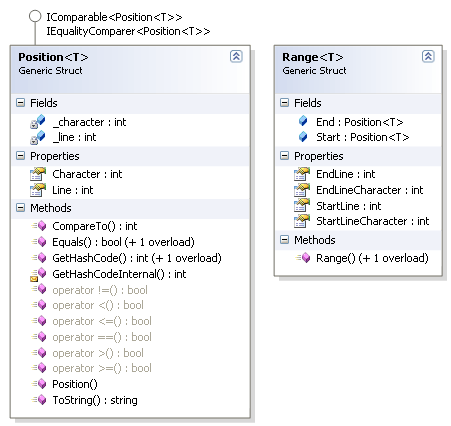 IComparable<Position<T>>
IEqualityComparer<Position<T>>
Position<T>
Generic Struct
Fields
_character : int
_line : int
Properties
Character : int
Line : int
Methods
CompareTo() : int
Equals() : bool (+ 1 overload)
GetHashCode() : int (+ 1 overload)
GetHashCodeInternal() : int
operator !=() : bool
operator <() : bool
operator <=() : bool
operator ==() : bool
operator >() : bool
operator >=() : bool
Position()
ToString() : string
Range<T>
Generic Struct
Fields
End : Position<T>
Start : Position<T>
Properties
EndLine : int
EndLineCharacter : int
StartLine : int
StartLineCharacter : int
Methods
Range() (+ 1 overload)